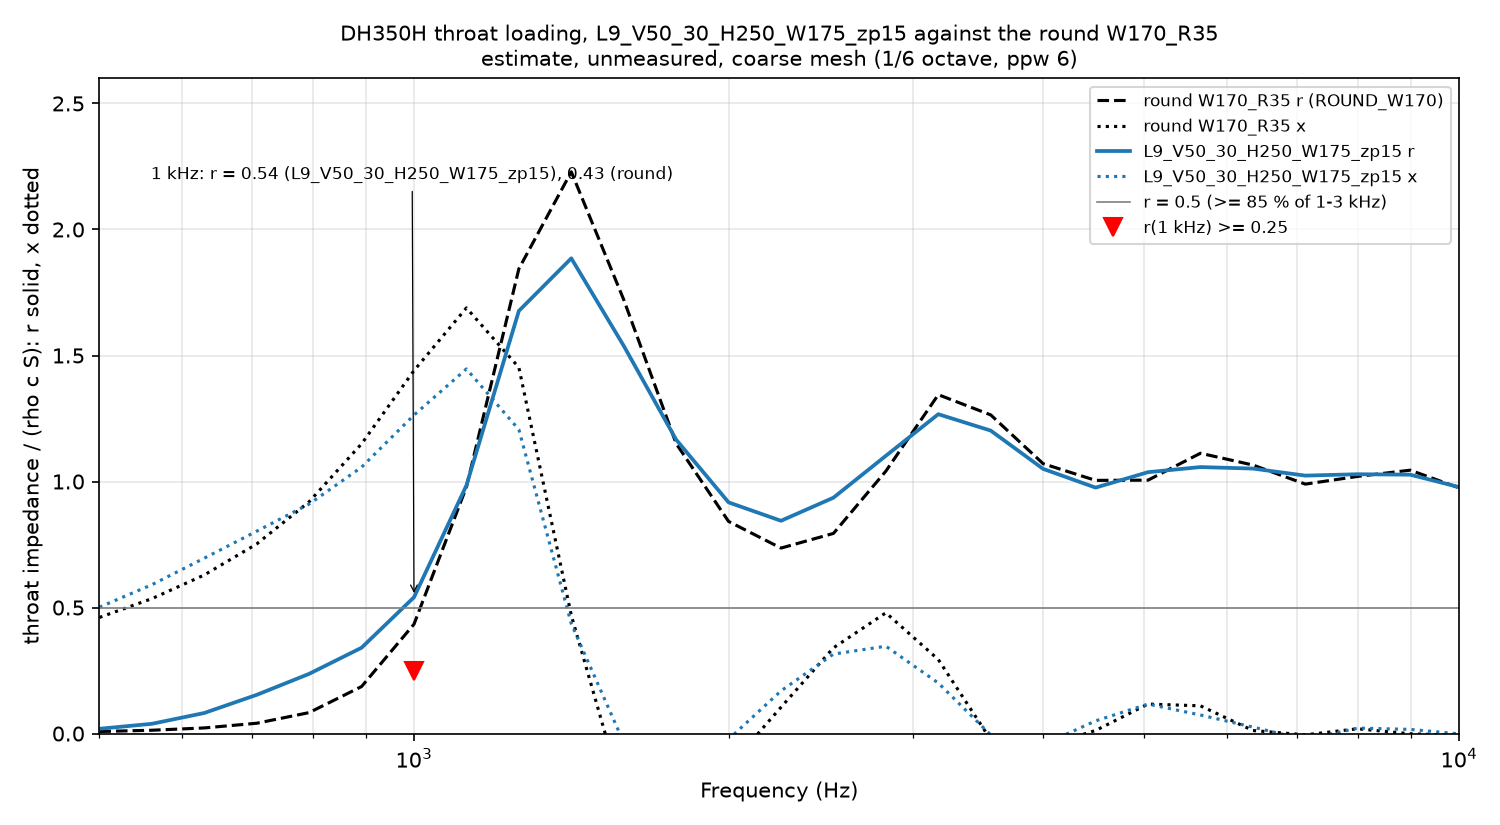 DH350H throat loading, L9_V50_30_H250_W175_zp15 against the round W170_R35
estimate, unmeasured, coarse mesh (1/6 octave, ppw 6)
throat impedance / (rho c S): r solid, x dotted
2.5
2.0
1.5
1.0
0.5
0.0
1 kHz: r = 0.54 (L9_V50_30_H250_W175_zp15), 0.43 (round)
round W170_R35 r (ROUND_W170)
round W170_R35 x
L9_V50_30_H250_W175_zp15 r
L9_V50_30_H250_W175_zp15 x
r = 0.5 (>= 85 % of 1-3 kHz)
r(1 kHz) >= 0.25
10³
10⁴
Frequency (Hz)